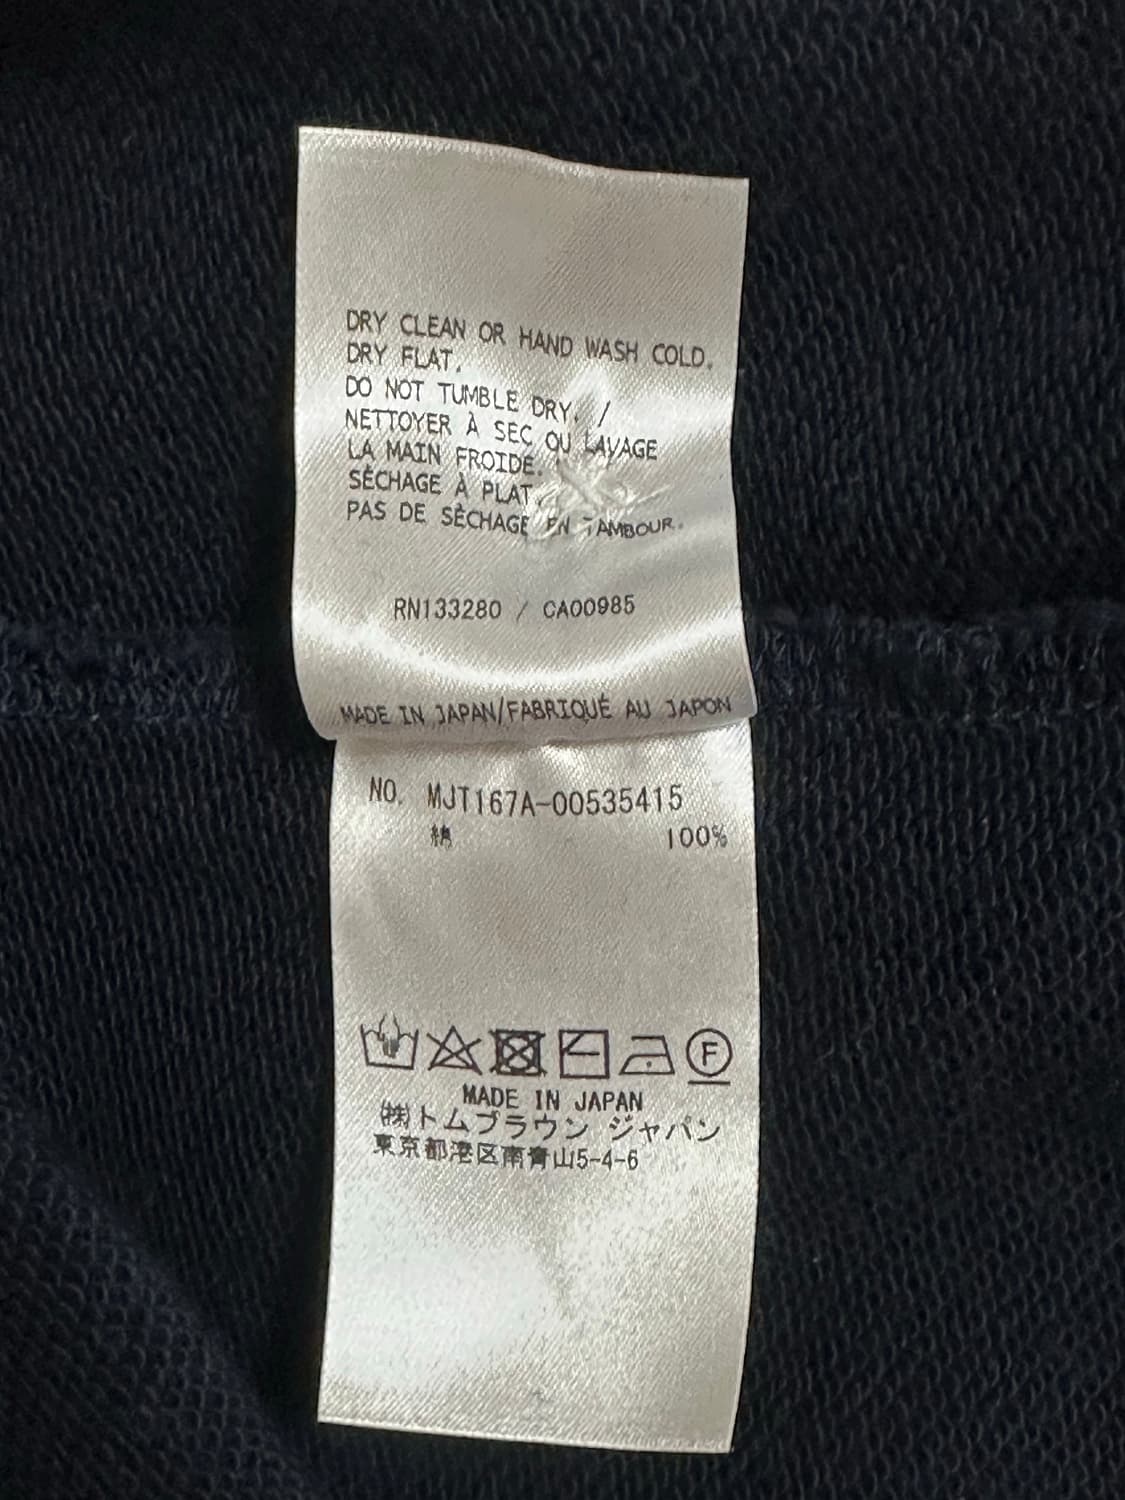 DRY CLEAN OR HAND WASH COLD.
DRY FLAT.
DO NOT TUMBLE DRY. /
NETTOYER À SEC OU LAVAGE
LA MAIN FROIDE.
SÉCHAGE À PLAT.
PAS DE SÉCHAGE EN TAMBOUR.
RN133280 / CA00985
MADE IN JAPAN/FABRIQUÉ AU JAPON
NO. MJT167A-00535415
綿 100%
F
MADE IN JAPAN
㈱トムブラウン ジャパン
東京都港区南青山5-4-6